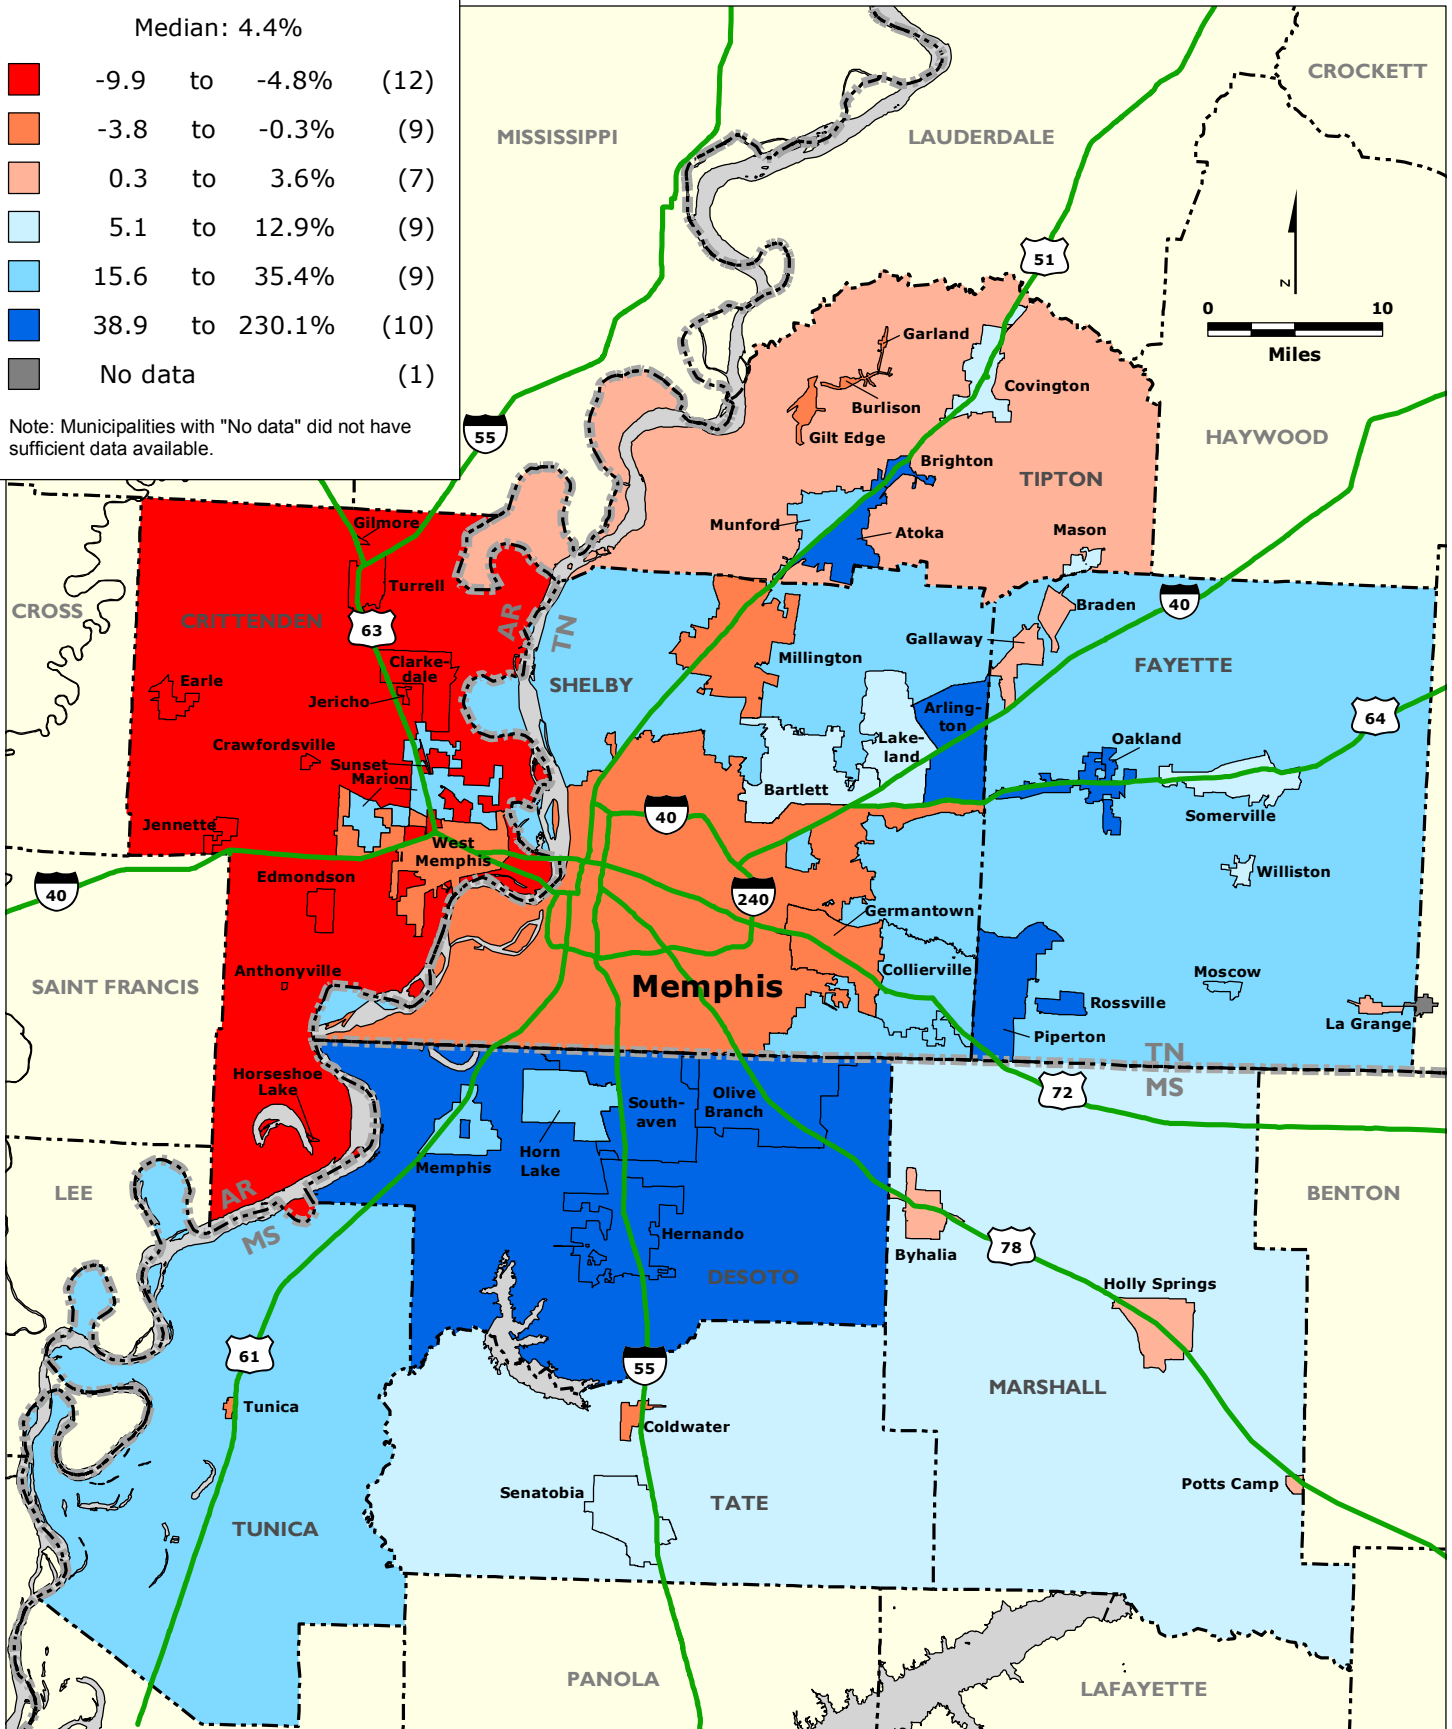 Median: 4.4%
-9.9 to -4.8% (12)
-3.8 to -0.3% (9)
0.3 to 3.6% (7)
5.1 to 12.9% (9)
15.6 to 35.4% (9)
38.9 to 230.1% (10)
No data (1)
Note: Municipalities with "No data" did not have
sufficient data available.
CROCKETT
MISSISSIPPI
LAUDERDALE
51
N
0 10
Miles
Garland
Covington
Burlison
Gilt Edge
55
HAYWOOD
Brighton
TIPTON
Gilmore
Munford
Atoka
Mason
Turrell
CROSS
CRITTENDEN
63
AR
TN
Braden
40
Gallaway
FAYETTE
Clarke-
dale
Millington
SHELBY
Earle
Jericho
Arling-
ton
64
Crawfordsville
Lake-
land
Oakland
Sunset
Marion
Bartlett
Jennette
40
Somerville
West
Memphis
Edmondson
Williston
40
240
Germantown
Anthonyville
Collierville
Moscow
SAINT FRANCIS
Memphis
Rossville
La Grange
Piperton
TN
MS
Horseshoe
Lake
72
South-
aven
Olive
Branch
Memphis
Horn
Lake
LEE
AR
MS
BENTON
Hernando
Byhalia
78
DESOTO
Holly Springs
61
55
MARSHALL
Tunica
Coldwater
Senatobia
TATE
Potts Camp
TUNICA
PANOLA
LAFAYETTE